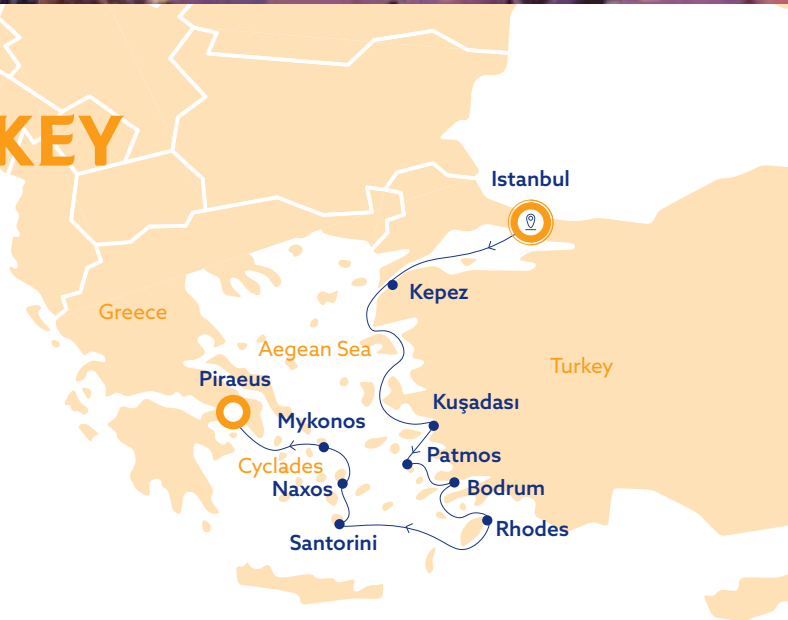 KEY
Istanbul
Kepez
Greece
Aegean Sea
Turkey
Piraeus
Kuşadası
Mykonos
Patmos
Cyclades
Naxos
Bodrum
Rhodes
Santorini